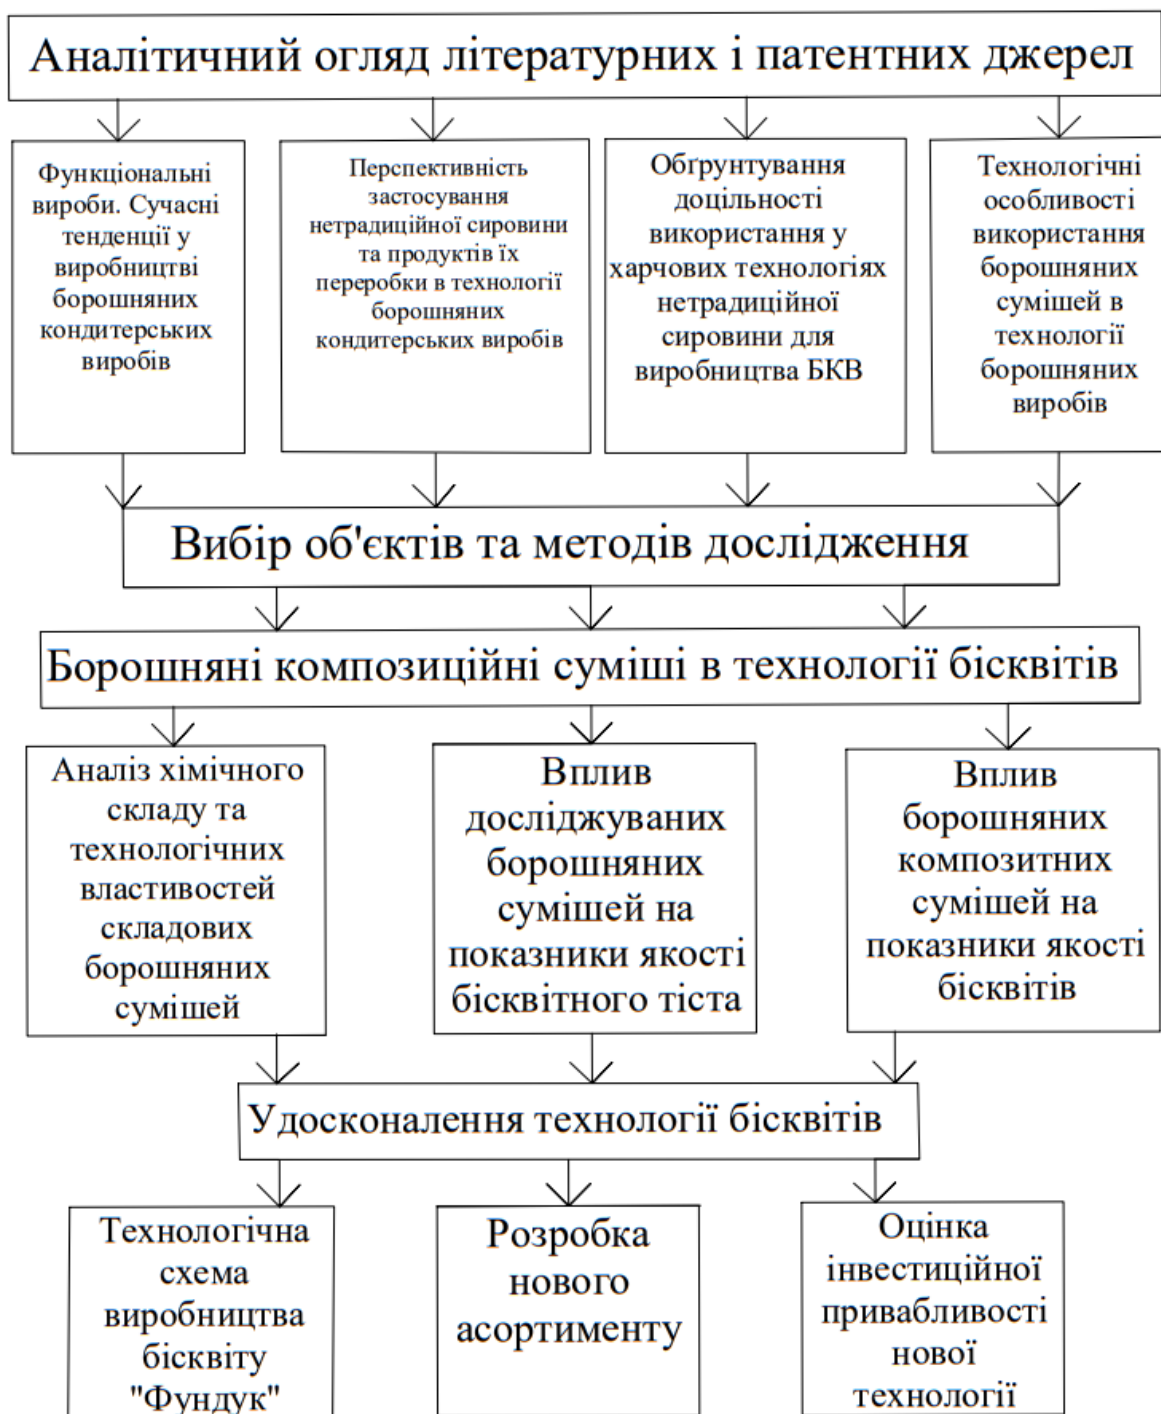 Аналітичний огляд літературних і патентних джерел
Функціональні
вироби. Сучасні
тенденції у
виробництві
борошняних
кондитерських
виробів
Перспективність
застосування
нетрадиційної сировини
та продуктів їх
переробки в технології
борошняних
кондитерських виробів
Обґрунтування
доцільності
використання у
харчових технологіях
нетрадиційної
сировини для
виробництва БКВ
Технологічні
особливості
використання
борошняних
сумішей в
технології
борошняних
виробів
Вибір об'єктів та методів дослідження
Борошняні композиційні суміші в технології бісквітів
Аналіз хімічного
складу та
технологічних
властивостей
складових
борошняних
сумішей
Вплив
досліджуваних
борошняних
сумішей на
показники якості
бісквітного тіста
Вплив
борошняних
композитних
сумішей на
показники якості
бісквітів
Удосконалення технології бісквітів
Технологічна
схема
виробництва
бісквіту
"Фундук"
Розробка
нового
асортименту
Оцінка
інвестиційної
привабливості
нової
технології